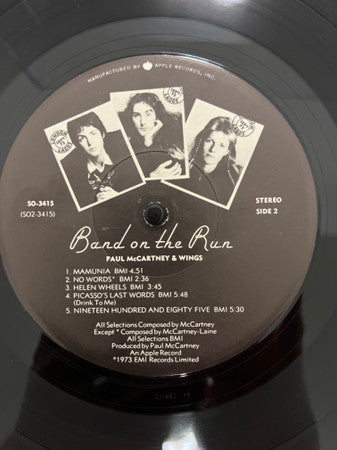 MANUFACTURED BY APPLE RECORDS, INC.
SO-3415
(SO2-3415)
STEREO
SIDE 2
Band on the Run
PAUL McCARTNEY & WINGS
1. MAMUNIA BMI 4:51
2. NO WORDS* BMI 2:36
3. HELEN WHEELS BMI 3:45
4. PICASSO'S LAST WORDS BMI 5:48
(Drink To Me)
5. NINETEEN HUNDRED AND EIGHTY FIVE BMI 5:30
All Selections Composed by McCartney
Except * Composed by McCartney-Laine
All Selections BMI
Produced by Paul McCartney
An Apple Record
℗1973 EMI Records Limited